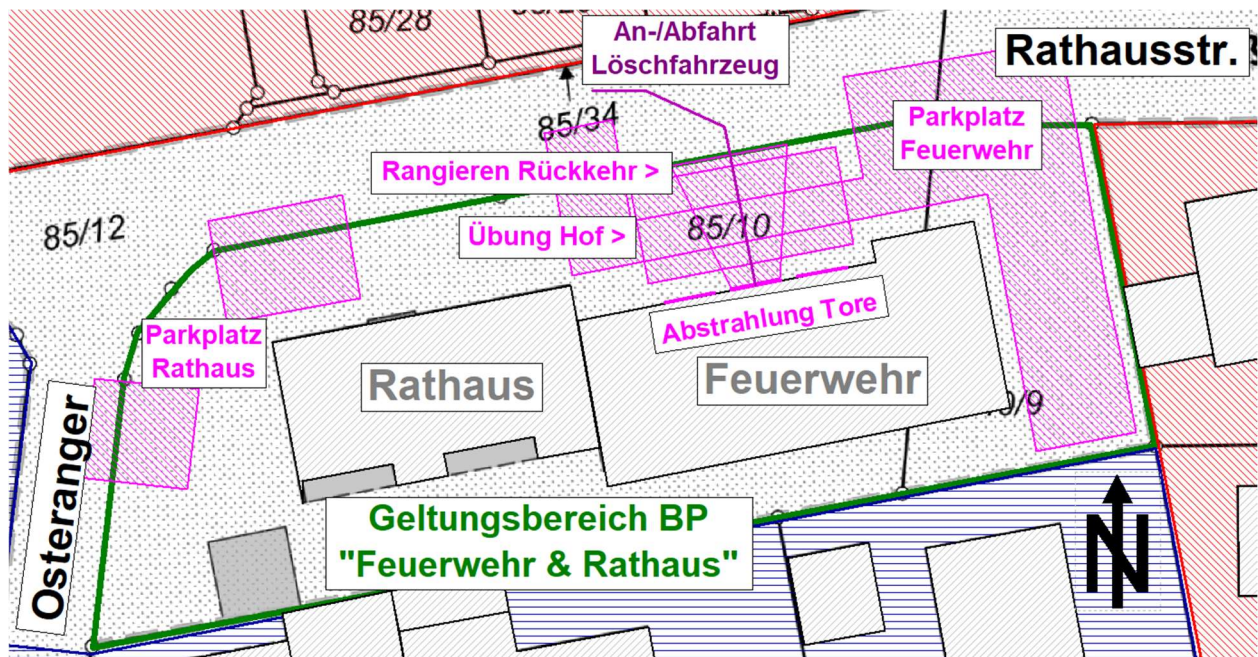 85/28
An-/Abfahrt
Löschfahrzeug
Rathausstr.
85/34
Parkplatz
Feuerwehr
Rangieren Rückkehr >
85/12
Übung Hof >
85/10
Abstrahlung Tore
Parkplatz
Rathaus
Rathaus
Feuerwehr
Osteranger
Geltungsbereich BP
"Feuerwehr & Rathaus"
N